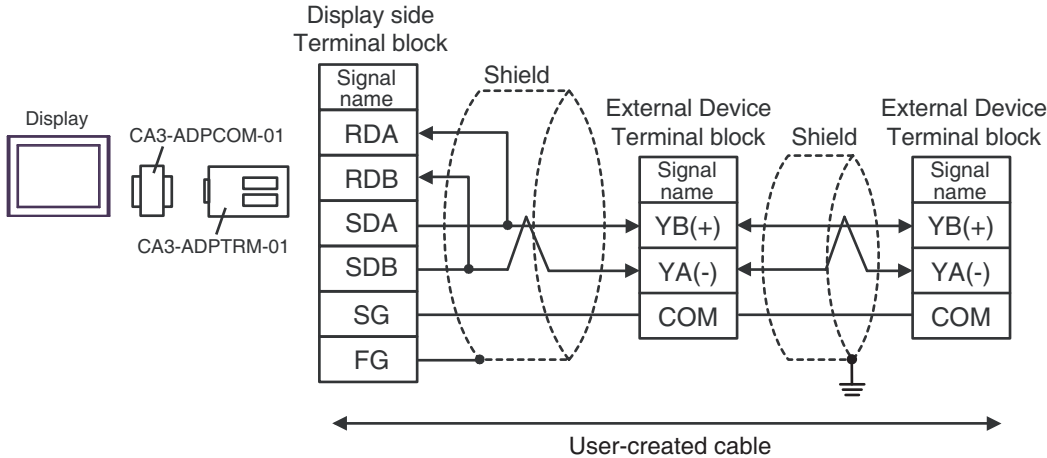 Display side
Terminal block
Signal
name
RDA
RDB
SDA
SDB
SG
FG
Shield
Display
CA3-ADPCOM-01
CA3-ADPTRM-01
External Device
Terminal block
Signal
name
YB(+)
YA(-)
COM
Shield
External Device
Terminal block
Signal
name
YB(+)
YA(-)
COM
User-created cable